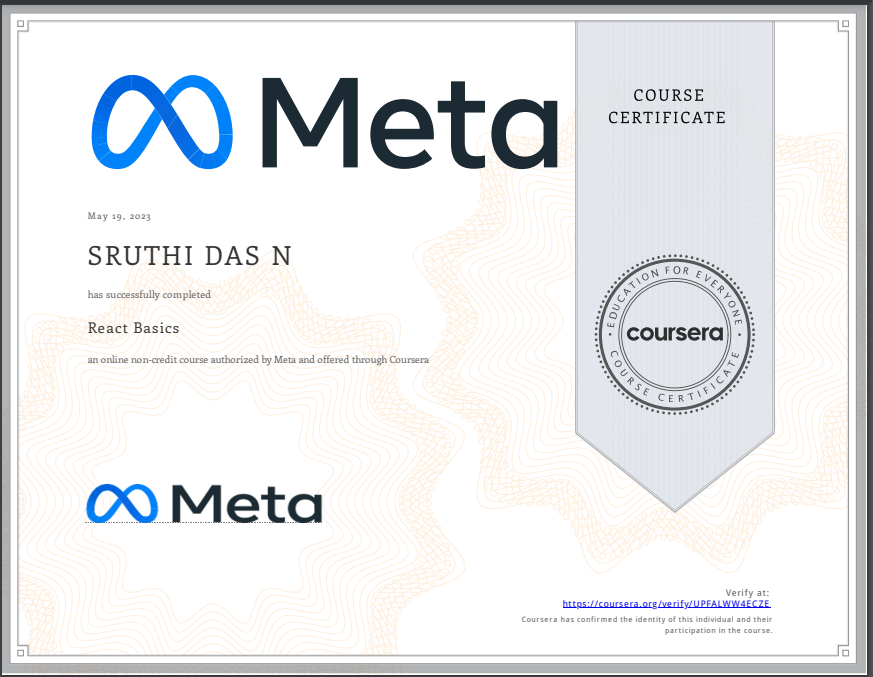 Meta
COURSE
CERTIFICATE
May 19, 2023
SRUTHI DAS N
has successfully completed
React Basics
an online non-credit course authorized by Meta and offered through Coursera
EDUCATION FOR EVERYONE
coursera
COURSE CERTIFICATE
Meta
Verify at:
https://coursera.org/verify/UPFALWW4ECZE
Coursera has confirmed the identity of this individual and their
participation in the course.